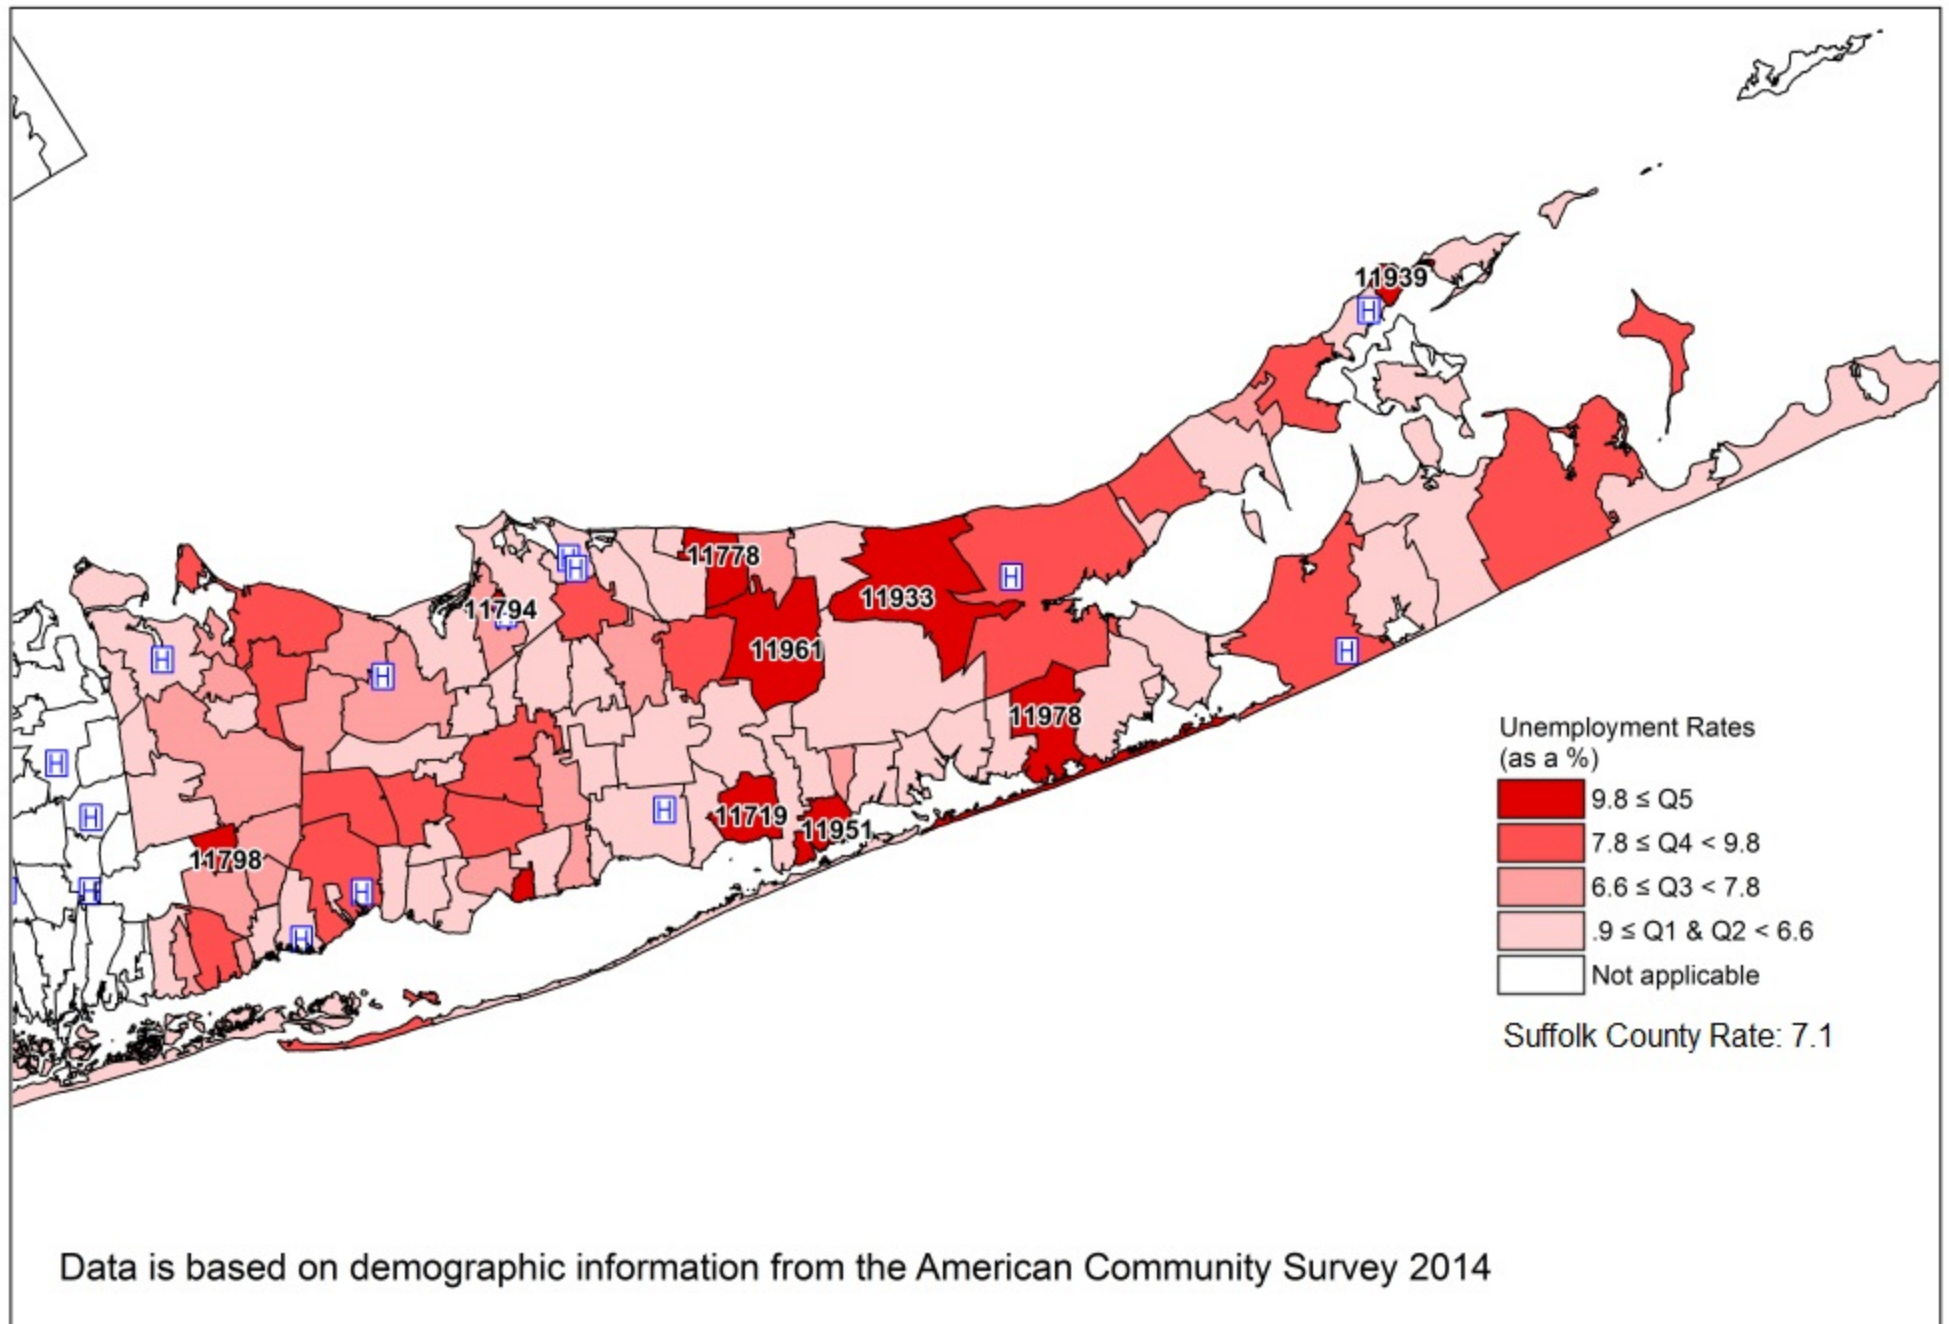 11939
11778
11794
11933
11961
11978
11719
11951
11798
H
H
H
H
H
H
H
H
H
H
H
H
H
Unemployment Rates
(as a %)
9.8 ≤ Q5
7.8 ≤ Q4 < 9.8
6.6 ≤ Q3 < 7.8
.9 ≤ Q1 & Q2 < 6.6
Not applicable
Suffolk County Rate: 7.1
Data is based on demographic information from the American Community Survey 2014